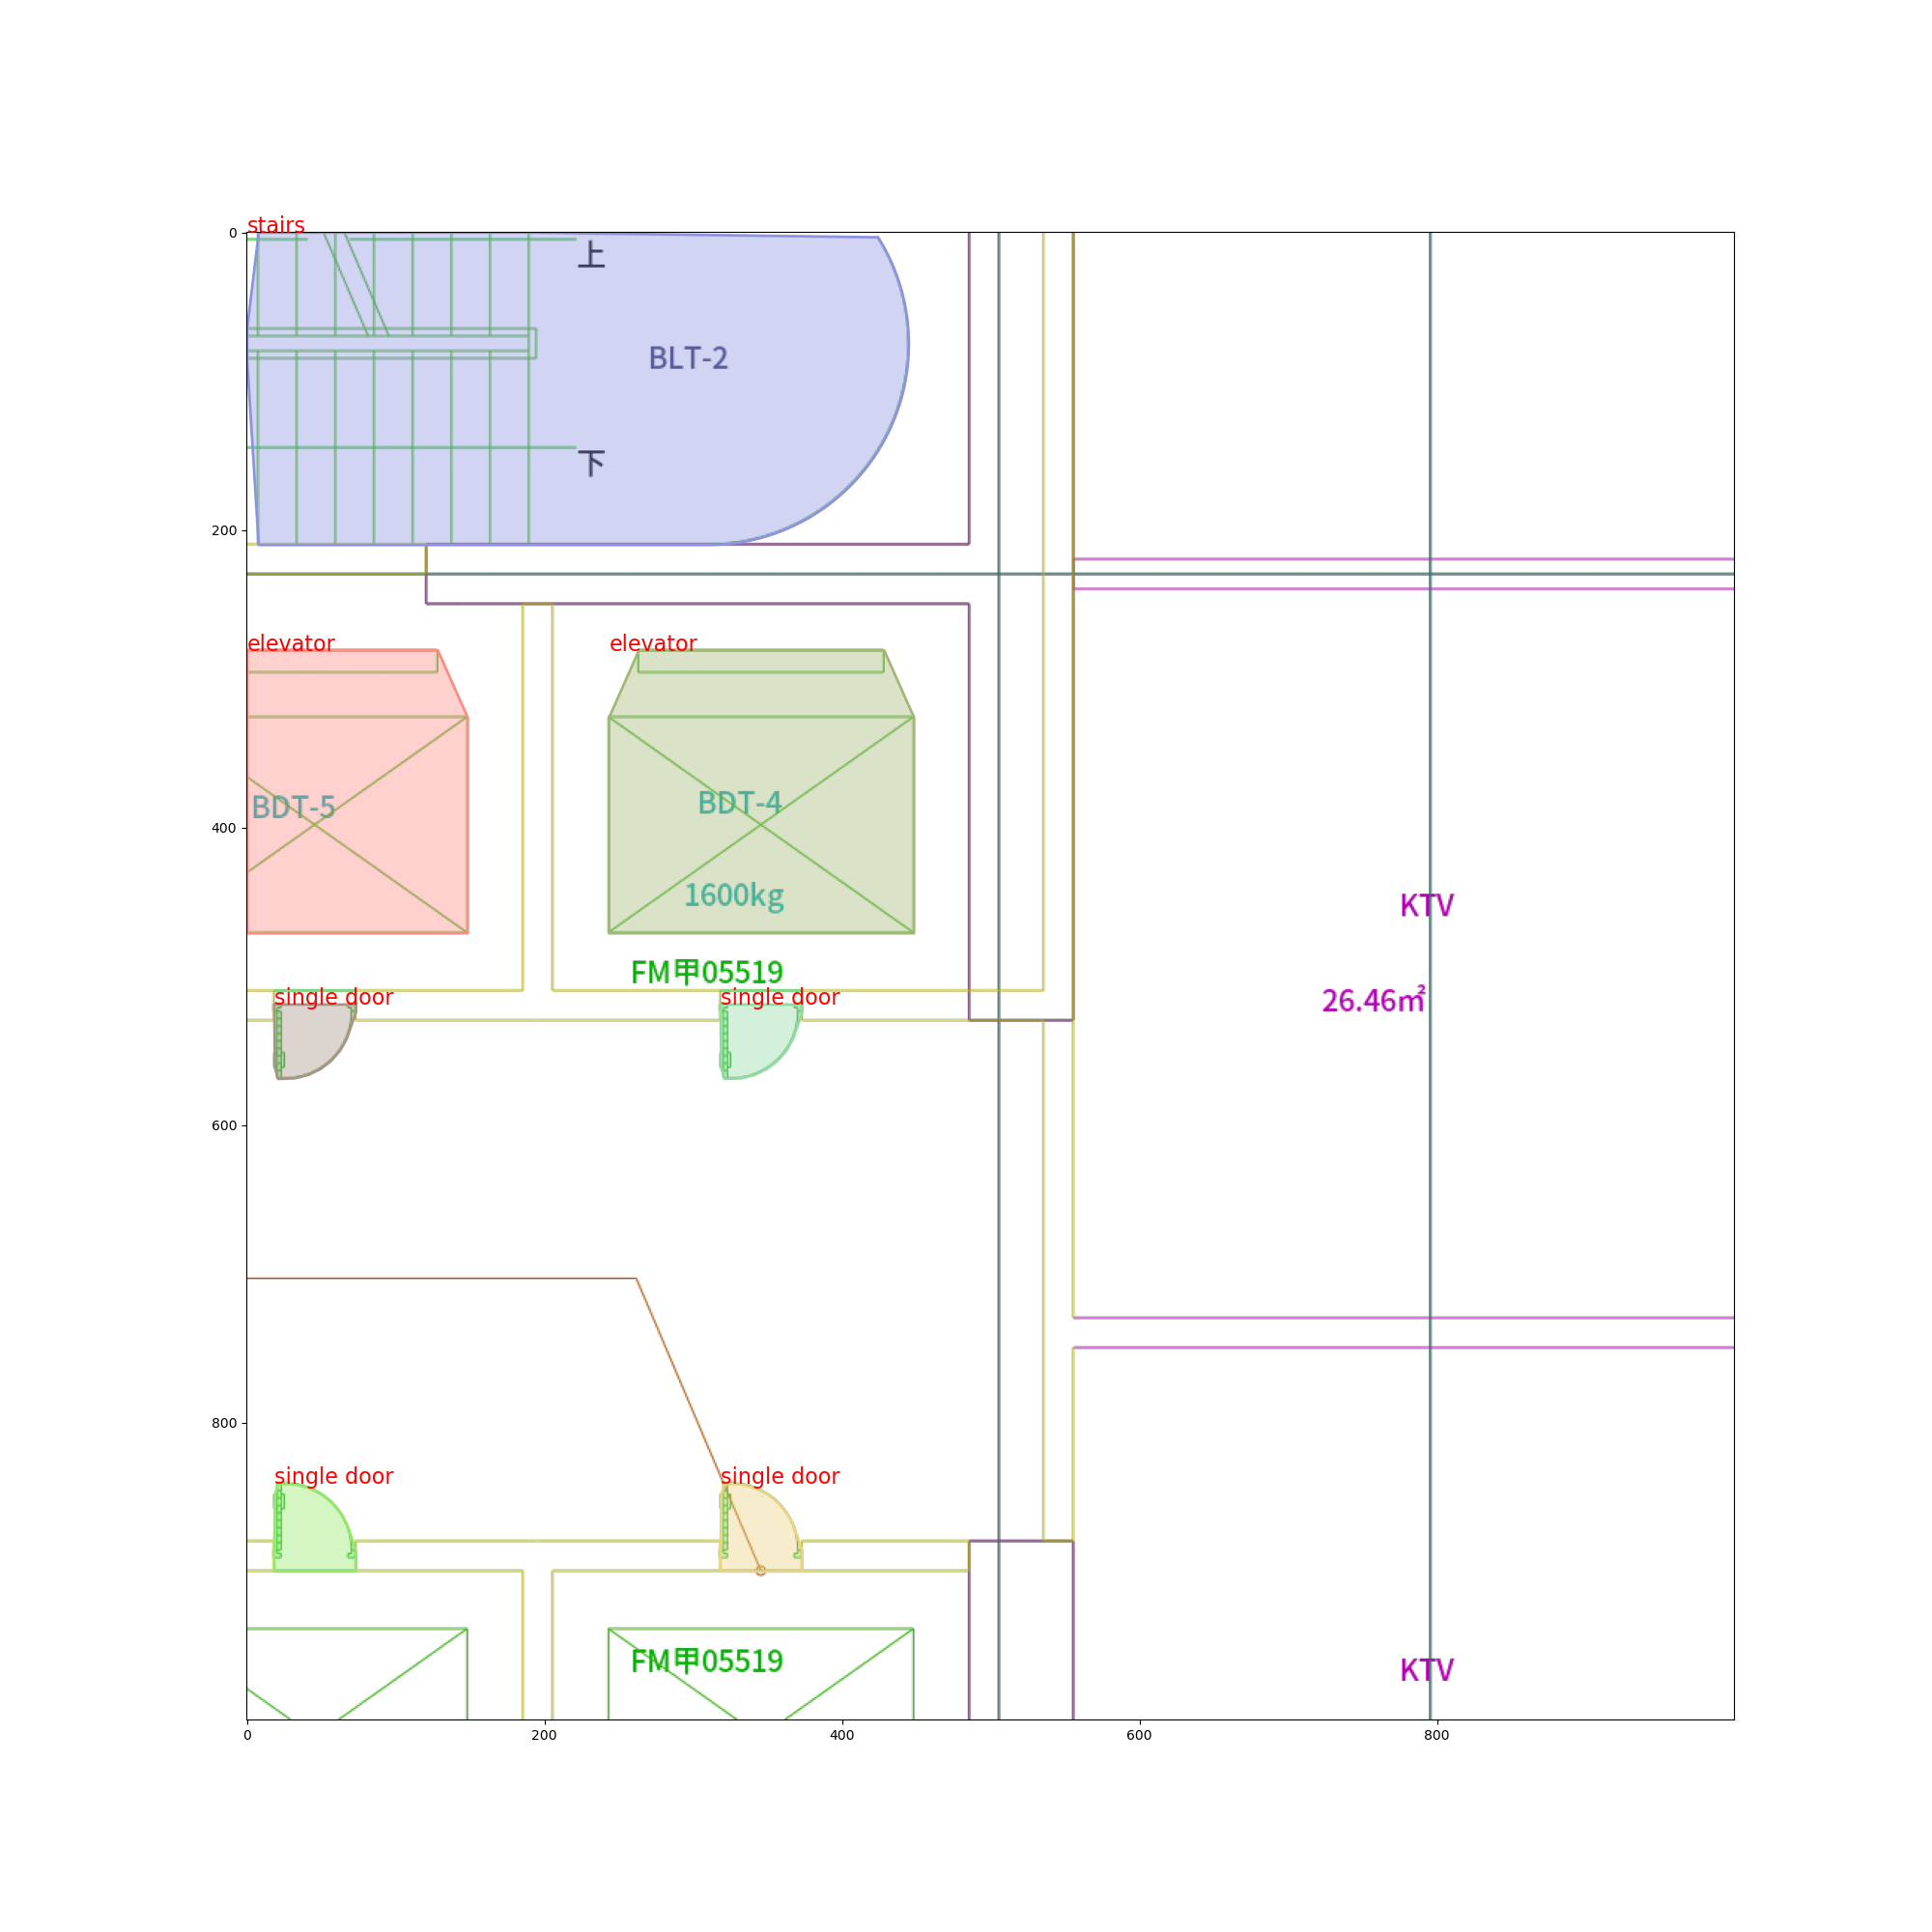 stairs
0
上
BLT-2
下
200
elevator
elevator
BDT-5
BDT-4
400
1600kg
KTV
FM甲05519
single door
single door
26.46㎡
600
800
single door
single door
FM甲05519
KTV
0
200
400
600
800